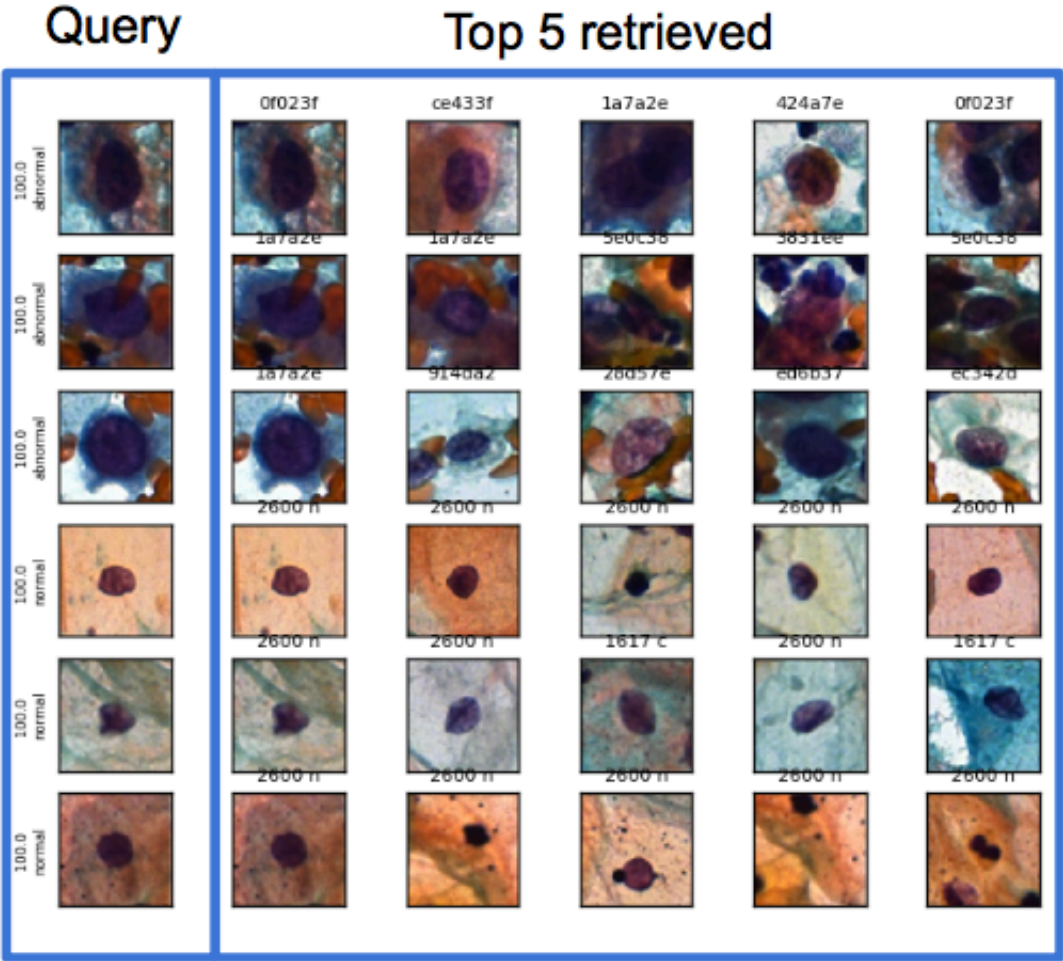 Query
Top 5 retrieved
0f023f ce433f 1a7a2e 424a7e 0f023f
100.0
abnormal
1a7a2e 1a7a2e 5e0c38 3831ee 5e0c38
100.0
abnormal
1a7a2e 914da2 28d57e ed6b37 ec342d
100.0
abnormal
2600 n 2600 n 2600 n 2600 n 2600 n
100.0
normal
2600 n 2600 n 1617 c 2600 n 1617 c
100.0
normal
2600 n 2600 n 2600 n 2600 n 2600 n
100.0
normal